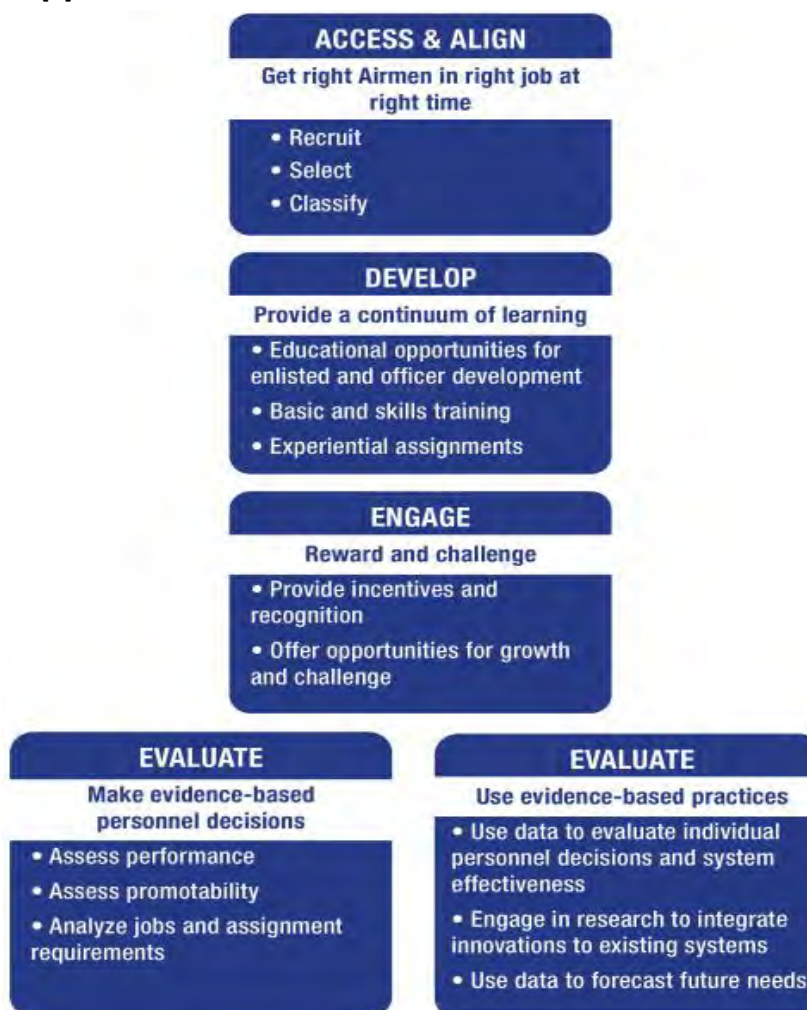 ACCESS & ALIGN
Get right Airmen in right job at
right time
• Recruit
• Select
• Classify
DEVELOP
Provide a continuum of learning
• Educational opportunities for
enlisted and officer development
• Basic and skills training
• Experiential assignments
ENGAGE
Reward and challenge
• Provide incentives and
recognition
• Offer opportunities for growth
and challenge
EVALUATE
Make evidence-based
personnel decisions
• Assess performance
• Assess promotability
• Analyze jobs and assignment
requirements
EVALUATE
Use evidence-based practices
• Use data to evaluate individual
personnel decisions and system
effectiveness
• Engage in research to integrate
innovations to existing systems
• Use data to forecast future needs